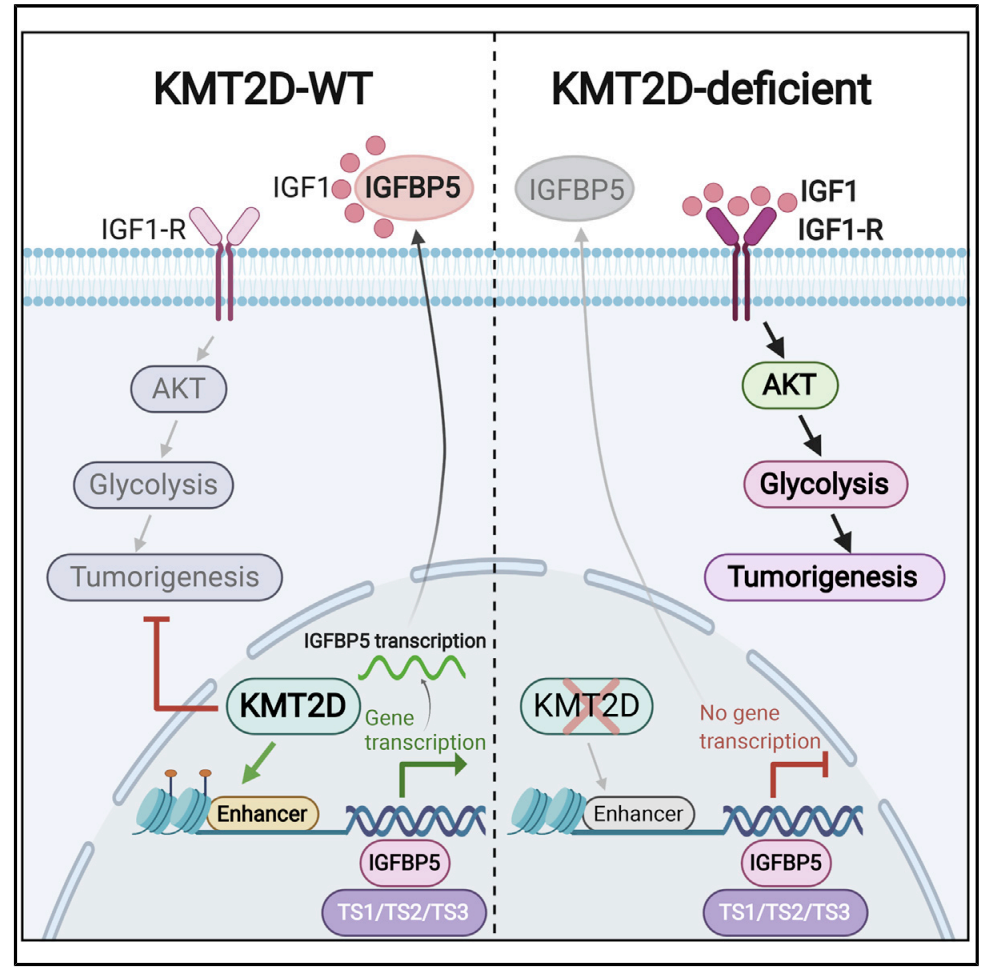 KMT2D-WT
IGF1
IGFBP5
IGF1-R
AKT
Glycolysis
Tumorigenesis
IGFBP5 transcription
KMT2D
Gene
transcription
Enhancer
IGFBP5
TS1/TS2/TS3
KMT2D-deficient
IGFBP5
IGF1
IGF1-R
AKT
Glycolysis
Tumorigenesis
KMT2D
No gene
transcription
Enhancer
IGFBP5
TS1/TS2/TS3